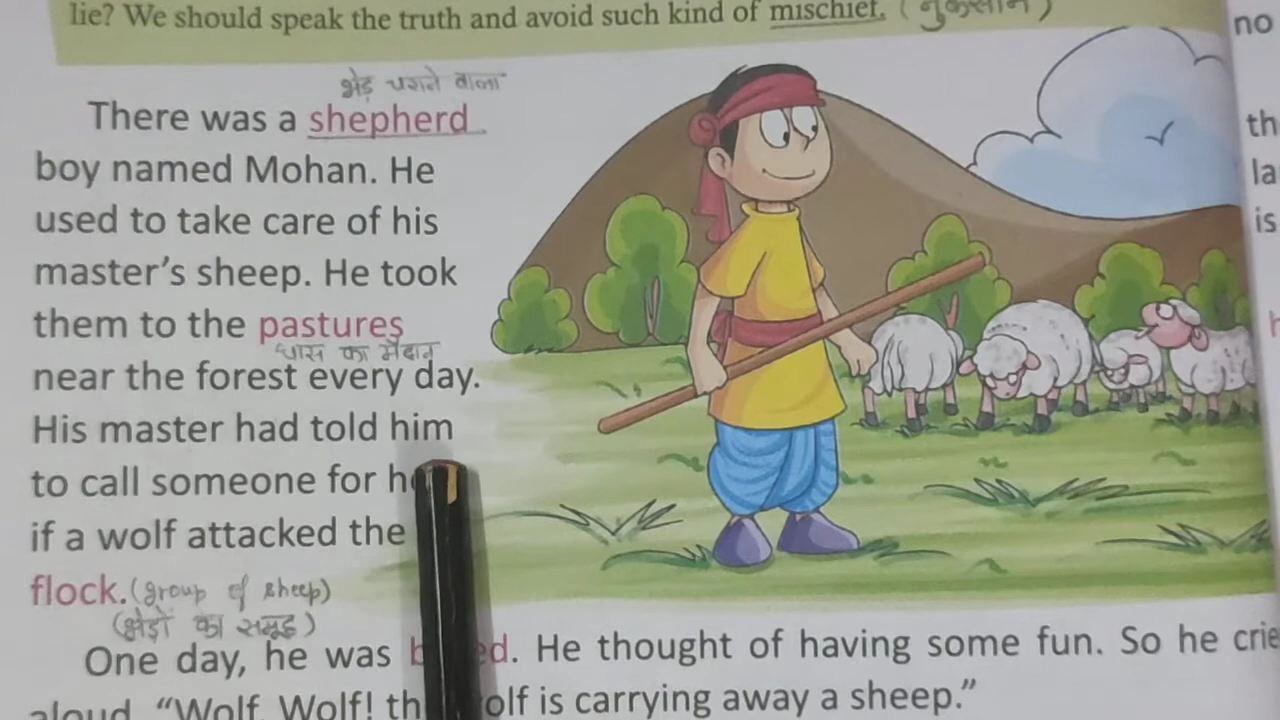 lie? We should speak the truth and avoid such kind of mischief. (नुकसान)
भेड़ चराने वाला
There was a shepherd
boy named Mohan. He
used to take care of his
master's sheep. He took
them to the pastures
घास का मैदान
near the forest every day.
His master had told him
to call someone for
if a wolf attacked the
flock. (group of sheep)
(भेड़ों का समूह)
One day, he was . He thought of having some fun. So he crie
aloud, "Wolf, Wolf! th olf is carrying away a sheep."
no
th
la
is